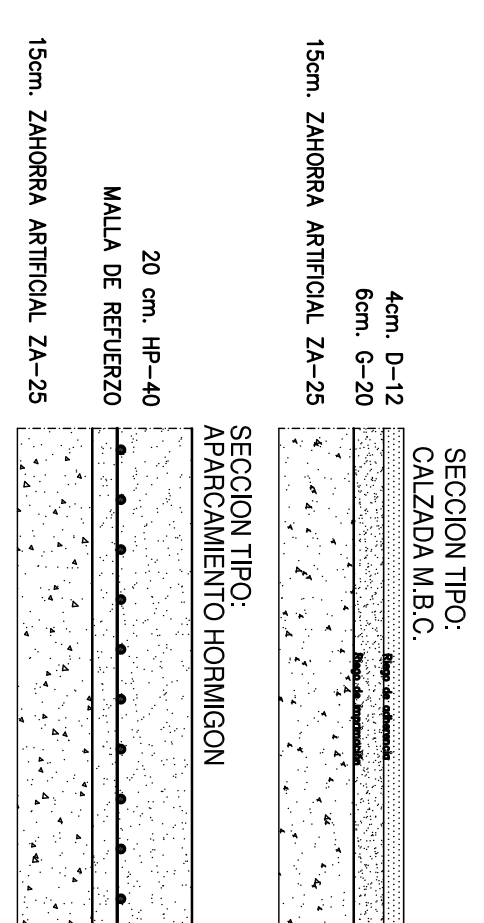 SECCION TIPO:
CALZADA M.B.C.
4cm. D-12
6cm. G-20
15cm. ZAHORRA ARTIFICIAL ZA-25
Riego de adherencia
Riego de imprimación
SECCION TIPO:
APARCAMIENTO HORMIGON
20 cm. HP-40
MALLA DE REFUERZO
15cm. ZAHORRA ARTIFICIAL ZA-25